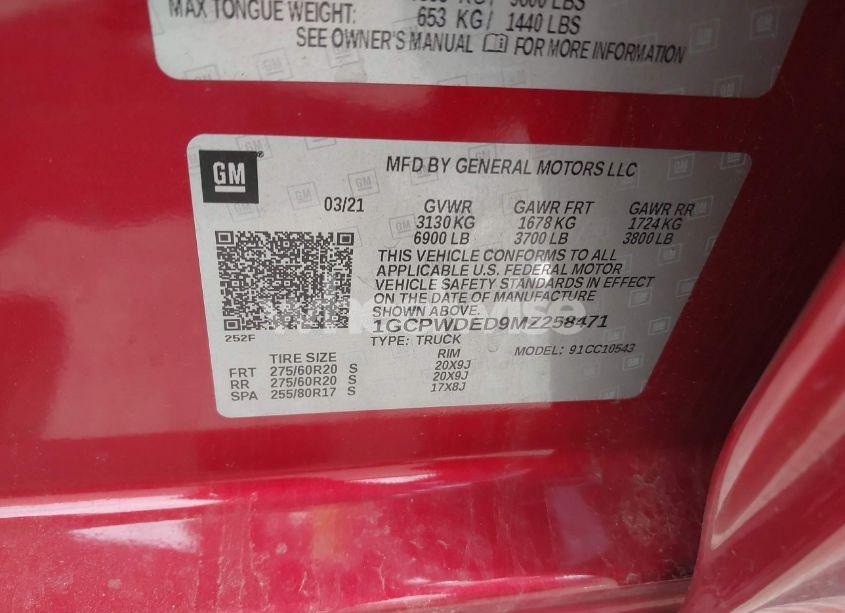 MAX TONGUE WEIGHT: 653 KG / 1440 LBS
SEE OWNER'S MANUAL FOR MORE INFORMATION
GM
MFD BY GENERAL MOTORS LLC
03/21 GVWR GAWR FRT GAWR RR
3130 KG 1678 KG 1724 KG
6900 LB 3700 LB 3800 LB
THIS VEHICLE CONFORMS TO ALL
APPLICABLE U.S. FEDERAL MOTOR
VEHICLE SAFETY STANDARDS IN EFFECT
ON THE DATE OF MANUFACTURE
SHOWN ABOVE.
1GCPWDED9MZ258471
252F
TYPE: TRUCK MODEL: 91CC10543
TIRE SIZE RIM
FRT 275/60R20 S 20X9J
RR 275/60R20 S 20X9J
SPA 255/80R17 S 17X8J